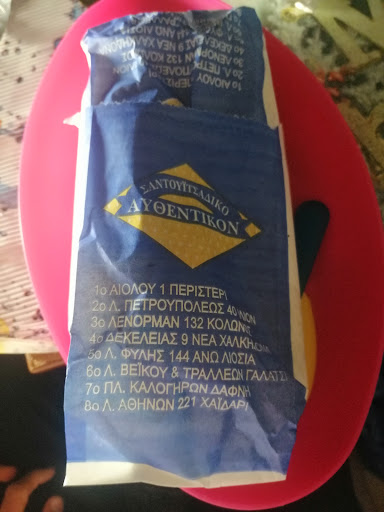 ΣΑΝΤΟΥΙΤΣΑΔΙΚΟ
ΑΥΘΕΝΤΙΚΟΝ
1ο ΑΙΟΛΟΥ 1 ΠΕΡΙΣΤΕΡΙ
2ο Λ. ΠΕΤΡΟΥΠΟΛΕΩΣ 40 ΙΛΙΟΝ
3ο ΛΕΝΟΡΜΑΝ 132 ΚΟΛΩΝΟΣ
4ο ΔΕΚΕΛΕΙΑΣ 9 ΝΕΑ ΧΑΛΚΗΔΟΝΑ
5ο Λ. ΦΥΛΗΣ 144 ΑΝΩ ΛΙΟΣΙΑ
6ο Λ. ΒΕΪΚΟΥ & ΤΡΑΛΛΕΩΝ ΓΑΛΑΤΣΙ
7ο ΠΛ. ΚΑΛΟΓΗΡΩΝ ΔΑΦΝΗ
8ο Λ. ΑΘΗΝΩΝ 221 ΧΑΪΔΑΡΙ